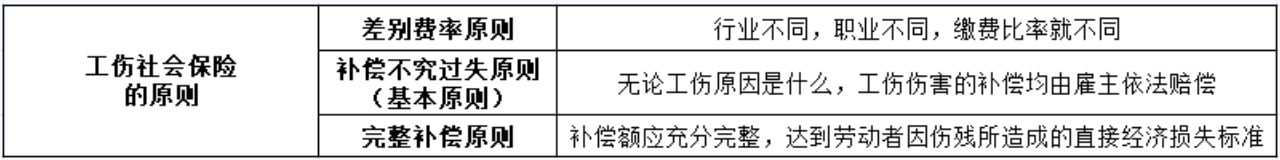 工伤社会保险
的原则
差别费率原则
行业不同，职业不同，缴费比率就不同
补偿不究过失原则
（基本原则）
无论工伤原因是什么，工伤伤害的补偿均由雇主依法赔偿
完整补偿原则
补偿额应充分完整，达到劳动者因伤残所造成的直接经济损失标准